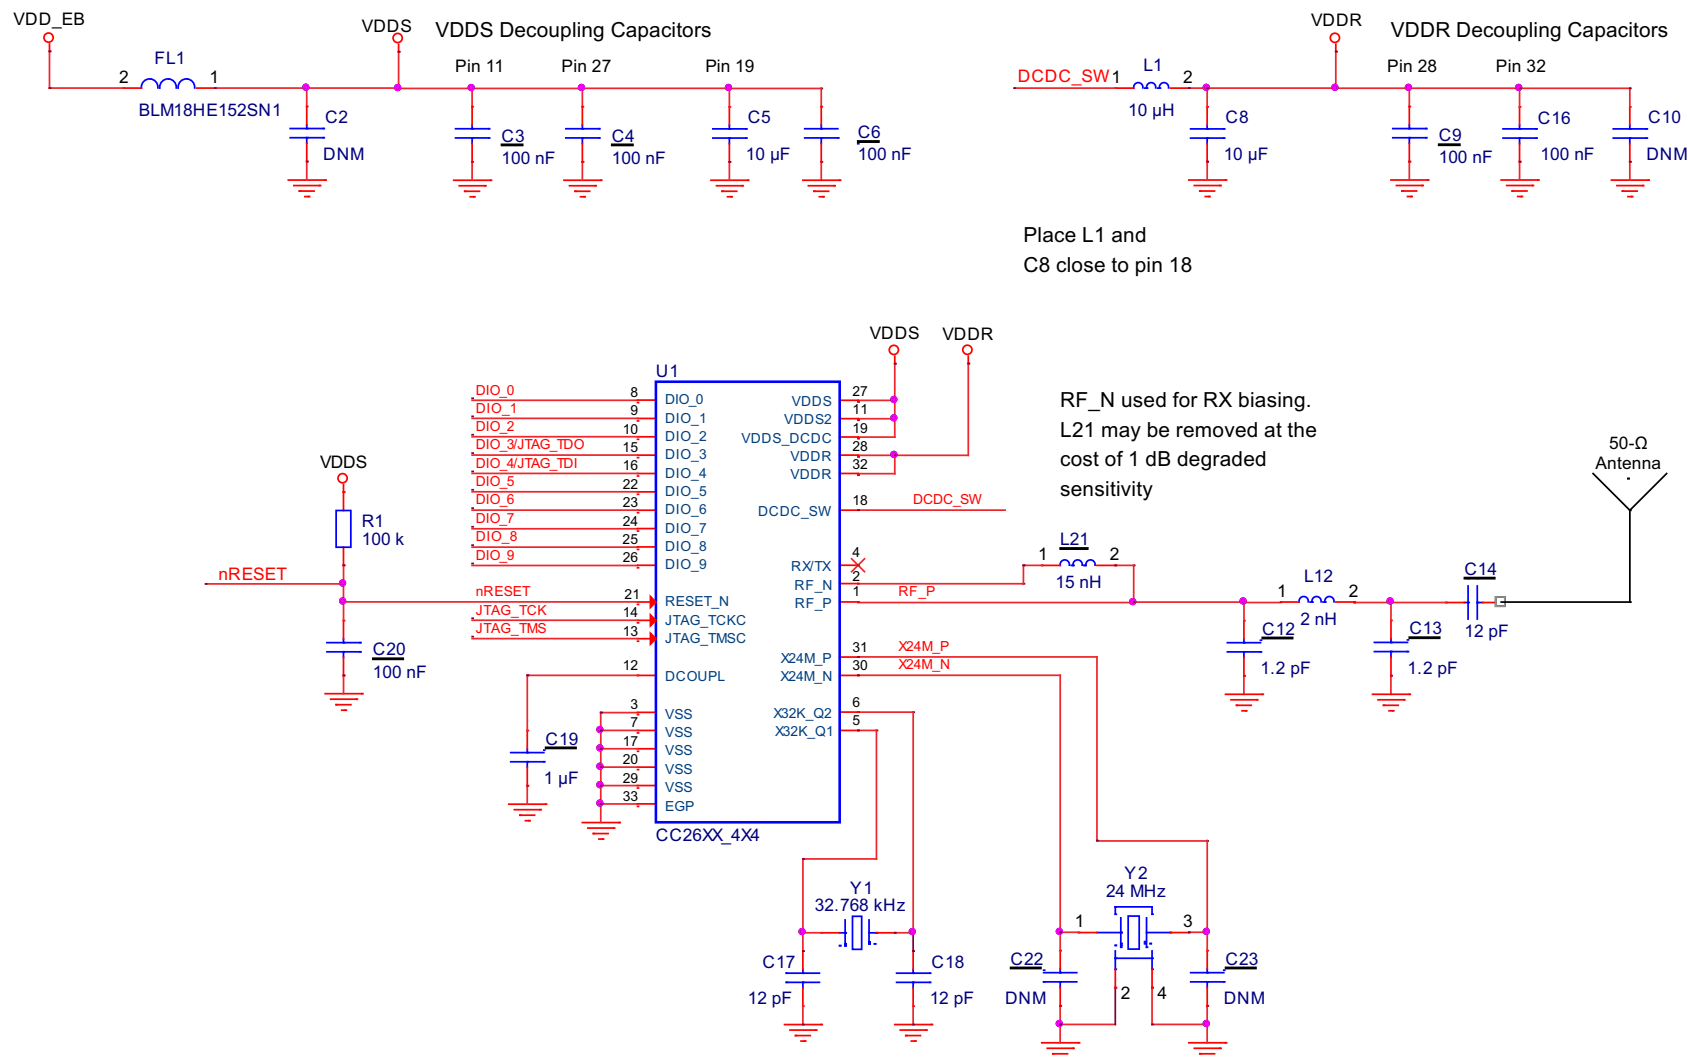 VDD_EB
VDDS
VDDS Decoupling Capacitors
FL1
2
1
BLM18HE152SN1
Pin 11
Pin 27
Pin 19
C2
DNM
C3
100 nF
C4
100 nF
C5
10 µF
C6
100 nF
VDDR
VDDR Decoupling Capacitors
DCDC_SW
1
L1
2
10 µH
Pin 28
Pin 32
C8
10 µF
C9
100 nF
C16
100 nF
C10
DNM
Place L1 and
C8 close to pin 18
VDDS
VDDR
U1
DIO_0
8
DIO_0
DIO_1
9
DIO_1
DIO_2
10
DIO_2
DIO_3/JTAG_TDO
15
DIO_3
DIO_4/JTAG_TDI
16
DIO_4
DIO_5
22
DIO_5
DIO_6
23
DIO_6
DIO_7
24
DIO_7
DIO_8
25
DIO_8
DIO_9
26
DIO_9
nRESET
21
RESET_N
JTAG_TCK
14
JTAG_TCKC
JTAG_TMS
13
JTAG_TMSC
12
DCOUPL
3
VSS
7
VSS
17
VSS
20
VSS
29
VSS
33
EGP
CC26XX_4X4
VDDS
27
VDDS2
11
VDDS_DCDC
19
VDDR
28
VDDR
32
DCDC_SW
18
DCDC_SW
RX/TX
4
RF_N
2
RF_P
1
RF_P
X24M_P
31
X24M_P
X24M_N
30
X24M_N
X32K_Q2
6
X32K_Q1
5
VDDS
R1
100 k
nRESET
C20
100 nF
C19
1 µF
RF_N used for RX biasing.
L21 may be removed at the
cost of 1 dB degraded
sensitivity
1
L21
2
15 nH
50-Ω
Antenna
C12
1.2 pF
1
L12
2
2 nH
C13
1.2 pF
C14
12 pF
Y1
32.768 kHz
C17
12 pF
C18
12 pF
Y2
24 MHz
1
3
2
4
C22
DNM
C23
DNM